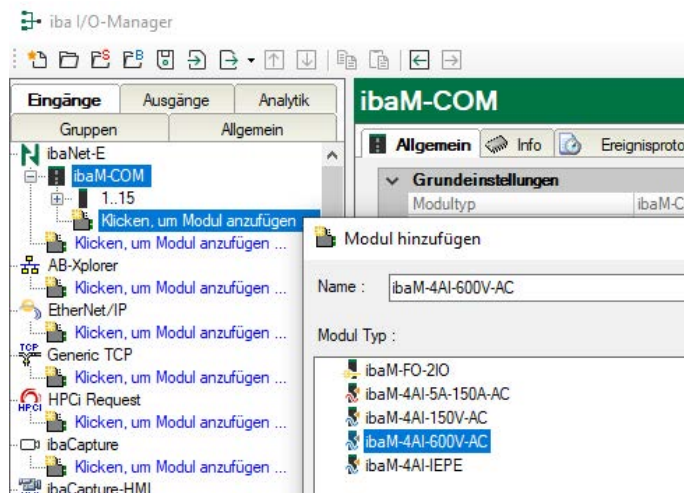 iba I/O-Manager
Eingänge Ausgänge Analytik
Gruppen Allgemein
ibaNet-E
ibaM-COM
1..15
Klicken, um Modul anzufügen
Klicken, um Modul anzufügen ...
AB-Xplorer
Klicken, um Modul anzufügen ...
EtherNet/IP
Klicken, um Modul anzufügen ...
TCP Generic TCP
Klicken, um Modul anzufügen ...
HPCi HPCi Request
Klicken, um Modul anzufügen ...
ibaCapture
Klicken, um Modul anzufügen ...
ibaCapture-HMI
ibaM-COM
Allgemein Info Ereignisproto
Grundeinstellungen
Modultyp ibaM-C
Modul hinzufügen
Name : ibaM-4AI-600V-AC
Modul Typ :
ibaM-FO-2IO
ibaM-4AI-5A-150A-AC
ibaM-4AI-150V-AC
ibaM-4AI-600V-AC
ibaM-4AI-IEPE